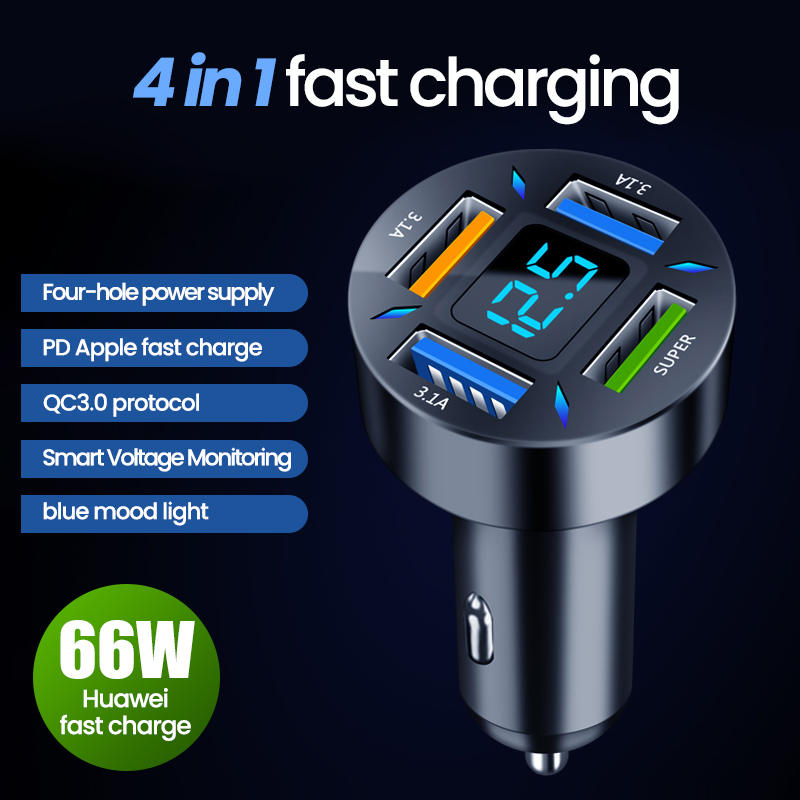 4 in 1 fast charging
3.1A
3.1A
SUPER
3.1A
Four-hole power supply
PD Apple fast charge
QC3.0 protocol
Smart Voltage Monitoring
blue mood light
66W
Huawei
fast charge